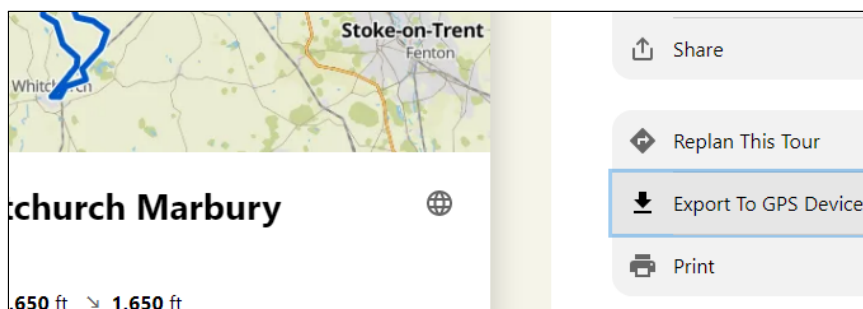 Stoke-on-Trent
Fenton
Share
Replan This Tour
tchurch Marbury
Export To GPS Device
Print
.650 ft ↘ 1,650 ft